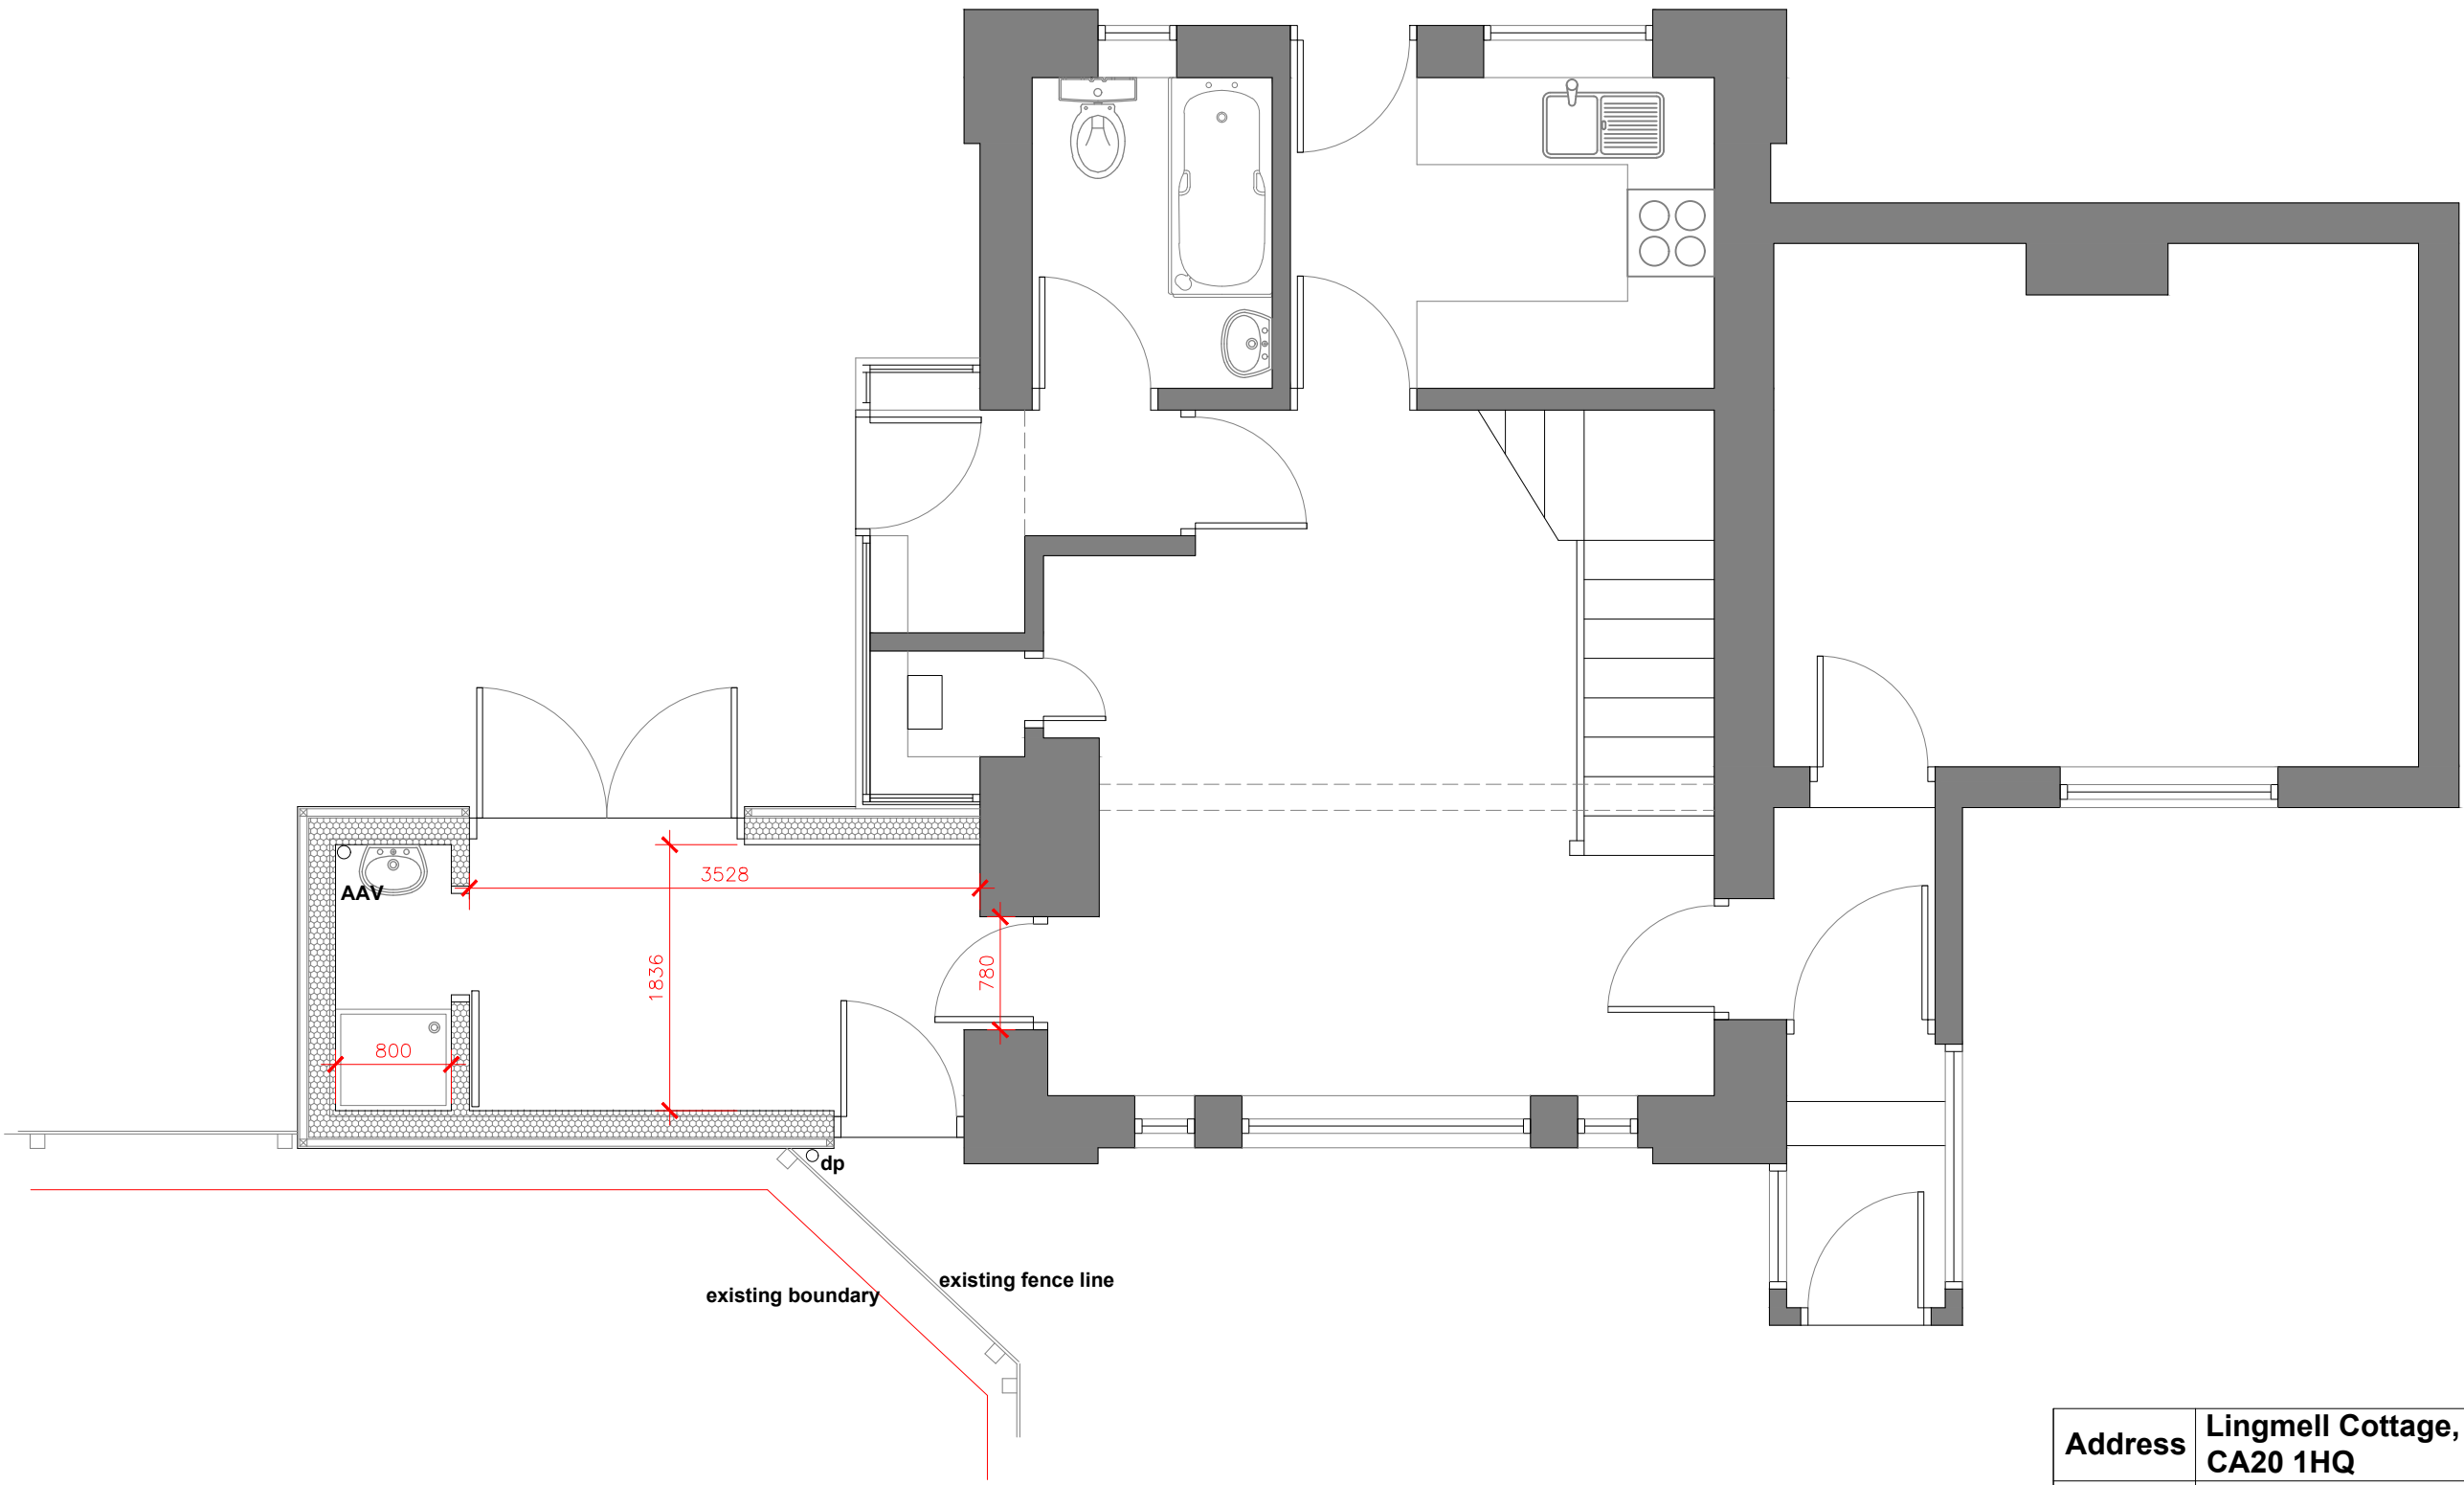 3528
AAV
1836
780
800
dp
existing fence line
existing boundary
Address
Lingmell Cottage,
CA20 1HQ